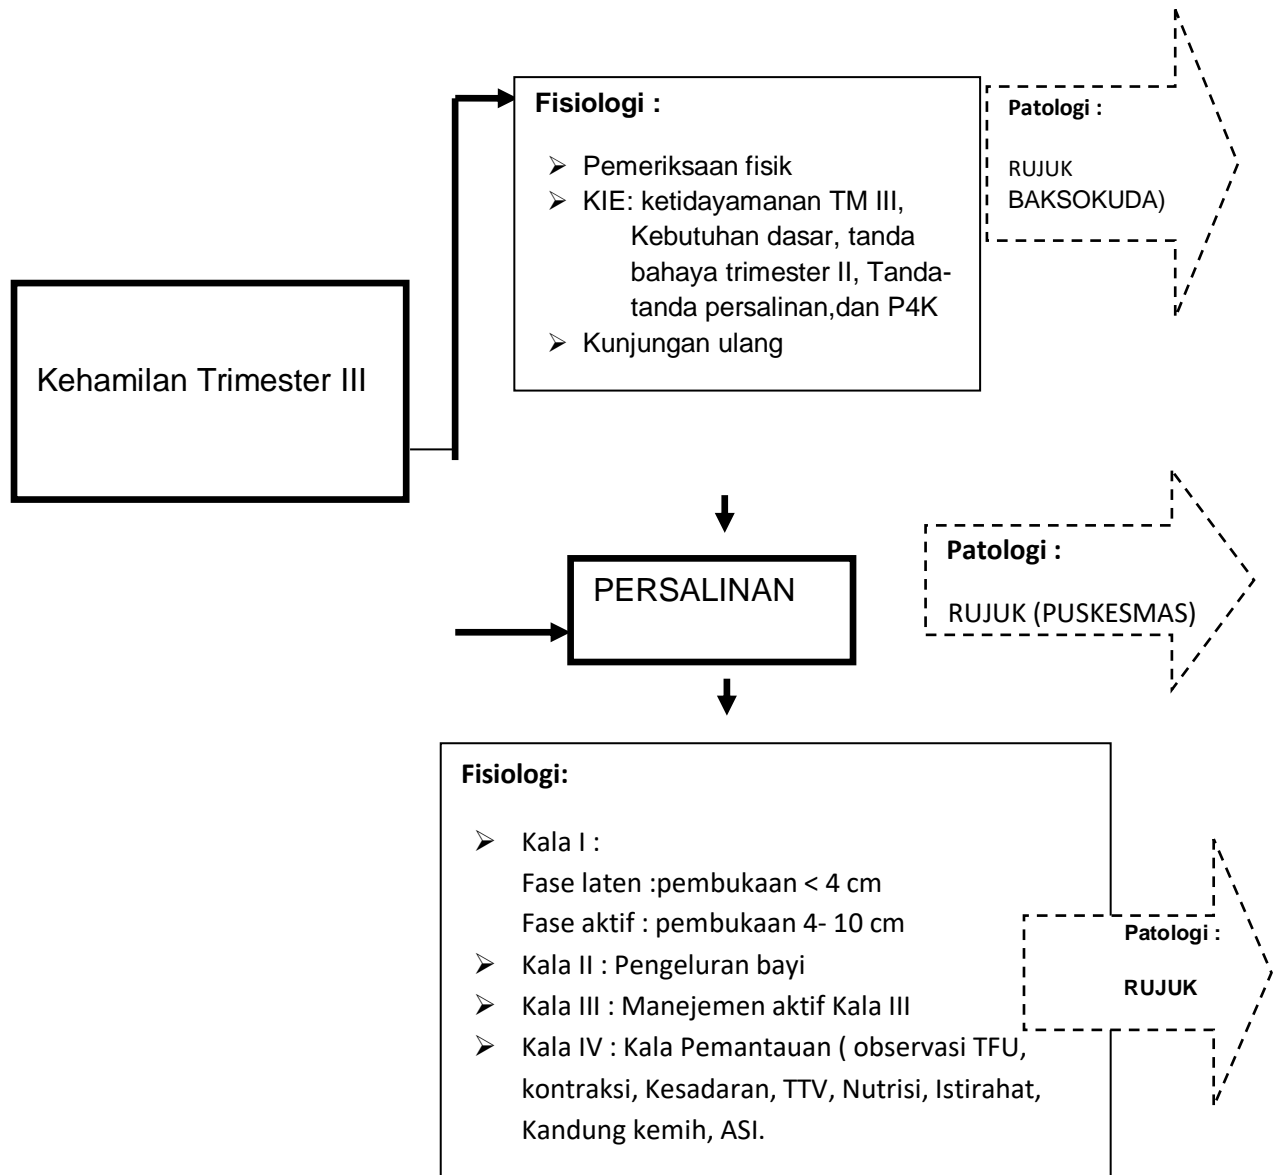 Fisiologi :
➢ Pemeriksaan fisik
➢ KIE: ketidayamanan TM III,
Kebutuhan dasar, tanda
bahaya trimester II, Tanda-
tanda persalinan,dan P4K
➢ Kunjungan ulang
Patologi :
RUJUK
BAKSOKUDA)
Kehamilan Trimester III
PERSALINAN
Patologi :
RUJUK (PUSKESMAS)
Fisiologi:
➢ Kala I :
Fase laten :pembukaan < 4 cm
Fase aktif : pembukaan 4- 10 cm
➢ Kala II : Pengeluran bayi
➢ Kala III : Manejemen aktif Kala III
➢ Kala IV : Kala Pemantauan ( observasi TFU,
kontraksi, Kesadaran, TTV, Nutrisi, Istirahat,
Kandung kemih, ASI.
Patologi :
RUJUK